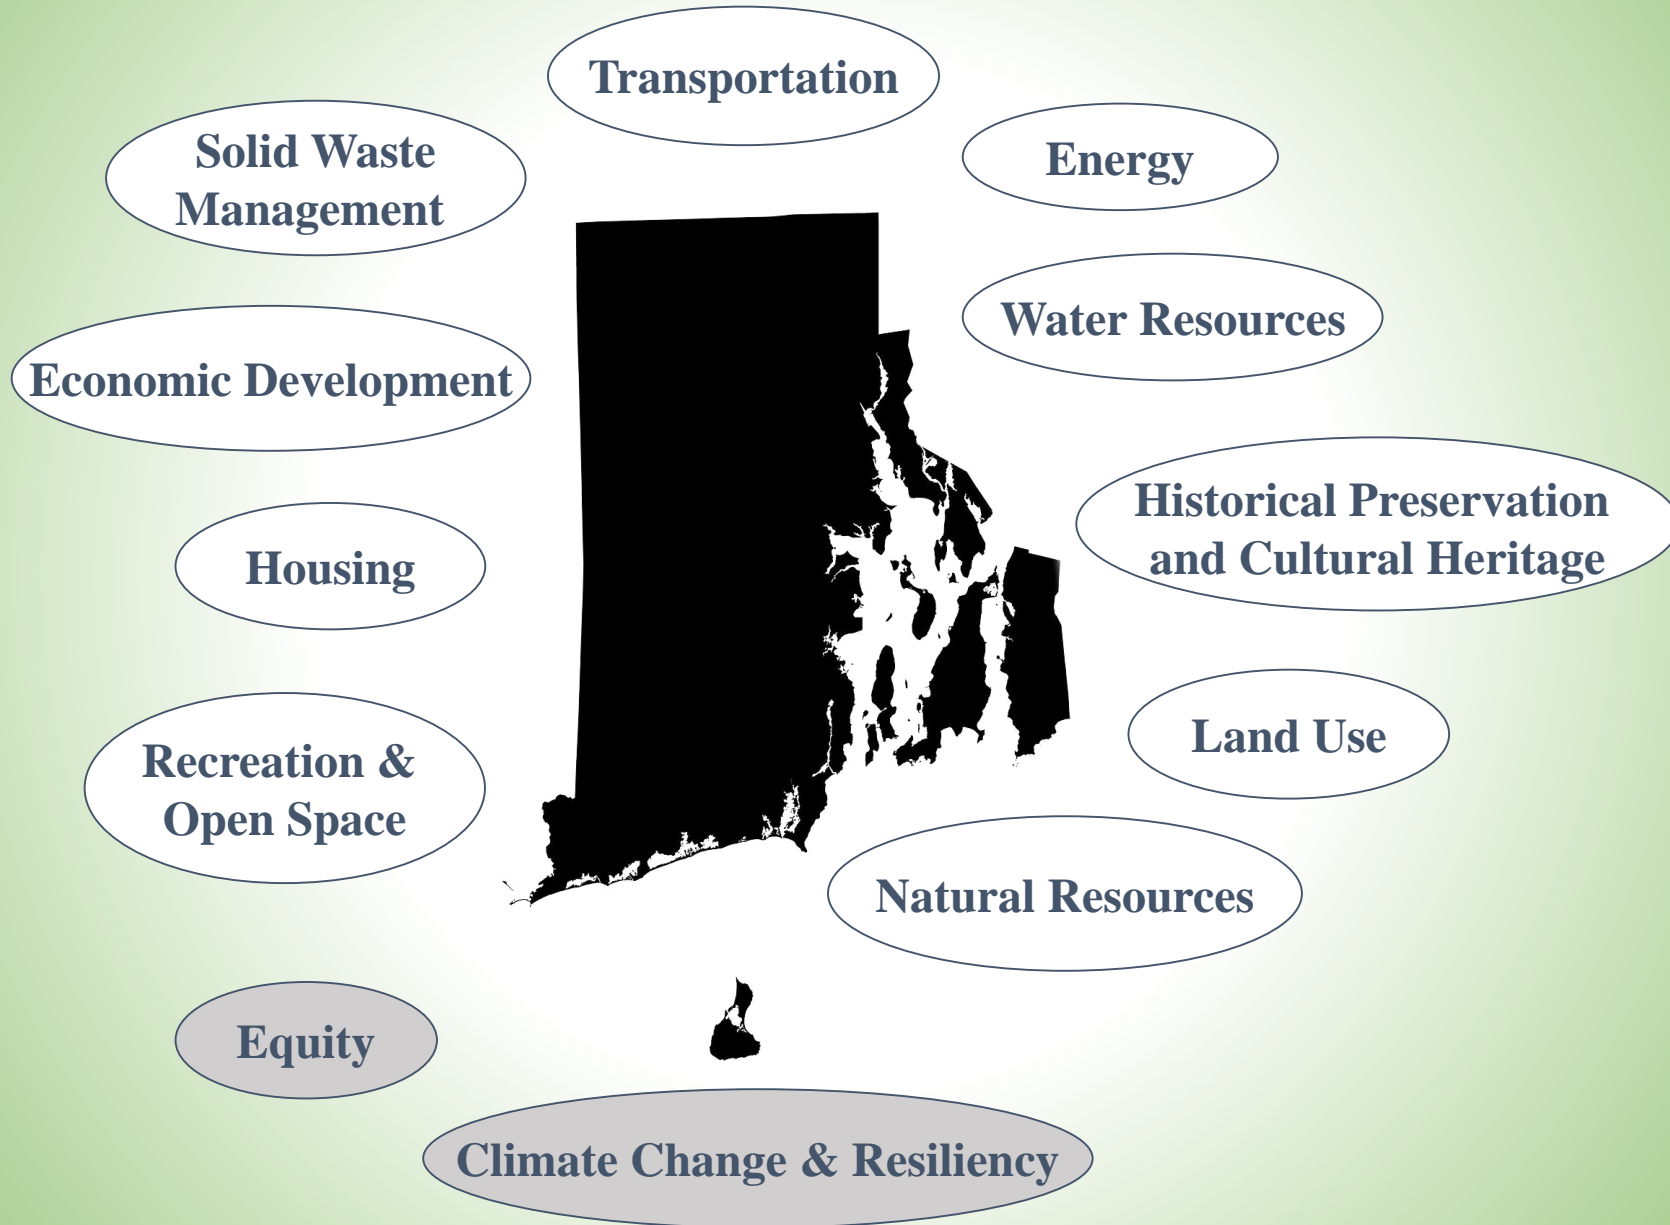 Transportation
Solid Waste
Management
Energy
Water Resources
Economic Development
Historical Preservation
and Cultural Heritage
Housing
Land Use
Recreation &
Open Space
Natural Resources
Equity
Climate Change & Resiliency